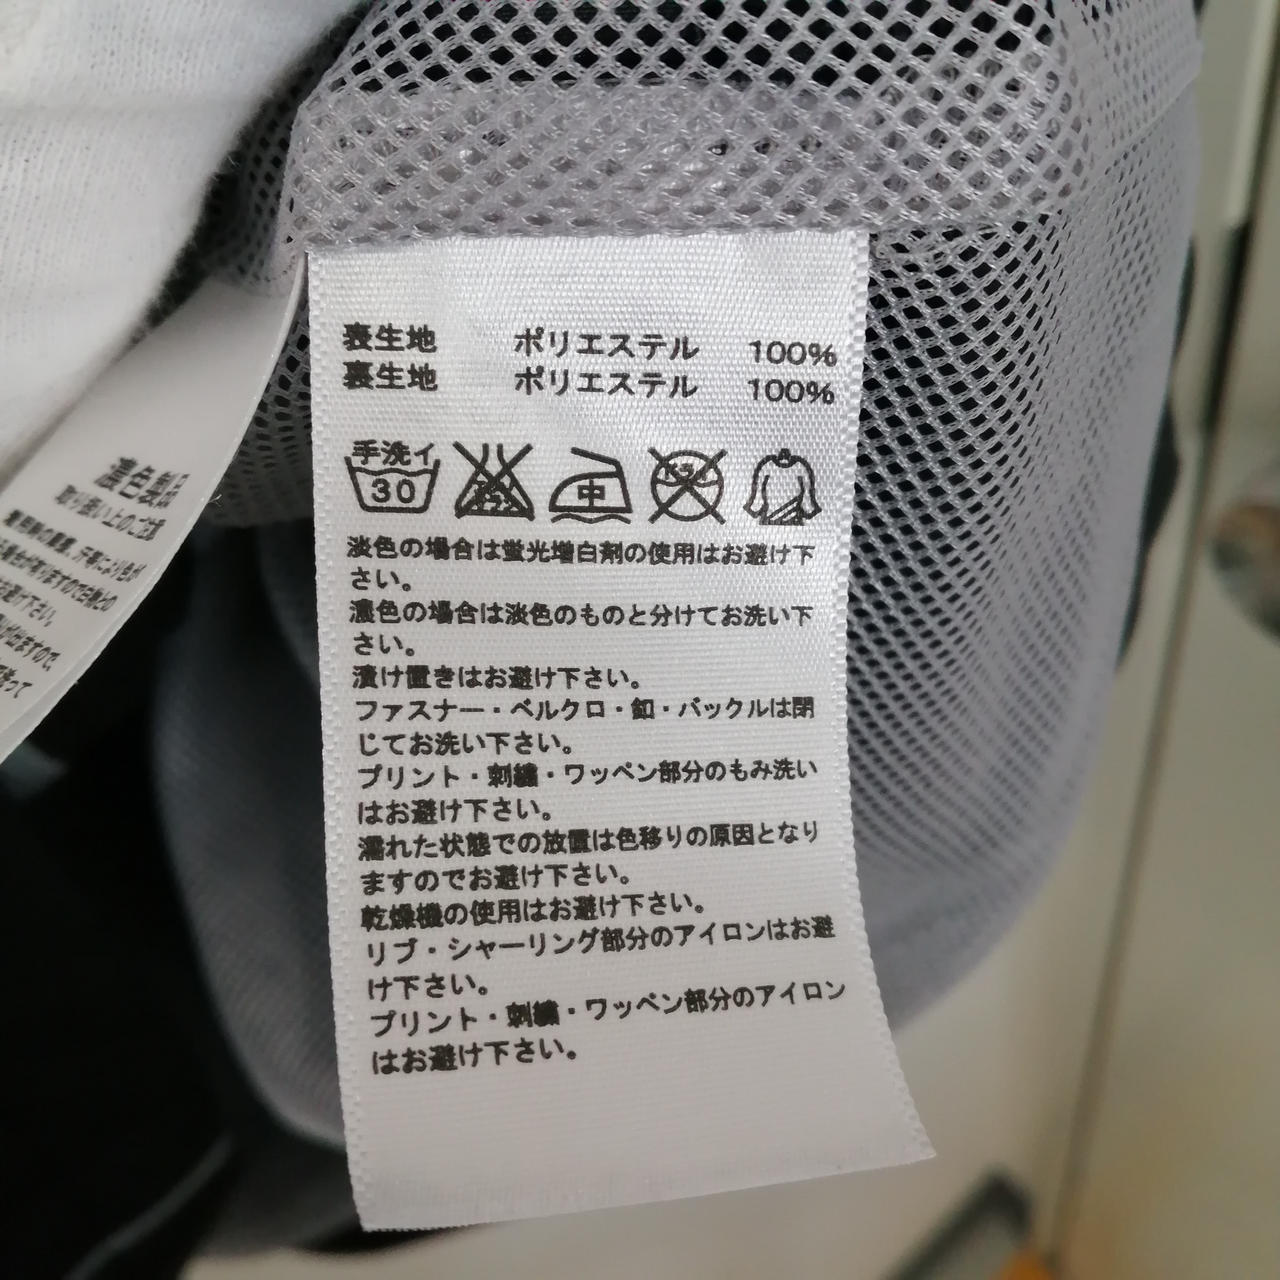 表生地 ポリエステル 100%
裏生地 ポリエステル 100%
手洗イ
30
中
淡色の場合は蛍光増白剤の使用はお避け下
さい。
濃色の場合は淡色のものと分けてお洗い下
さい。
漬け置きはお避け下さい。
ファスナー・ベルクロ・釦・バックルは閉
じてお洗い下さい。
プリント・刺繍・ワッペン部分のもみ洗い
はお避け下さい。
濡れた状態での放置は色移りの原因となり
ますのでお避け下さい。
乾燥機の使用はお避け下さい。
リブ・シャーリング部分のアイロンはお避
け下さい。
プリント・刺繍・ワッペン部分のアイロン
はお避け下さい。
濃色製品
取り扱い上のご注意